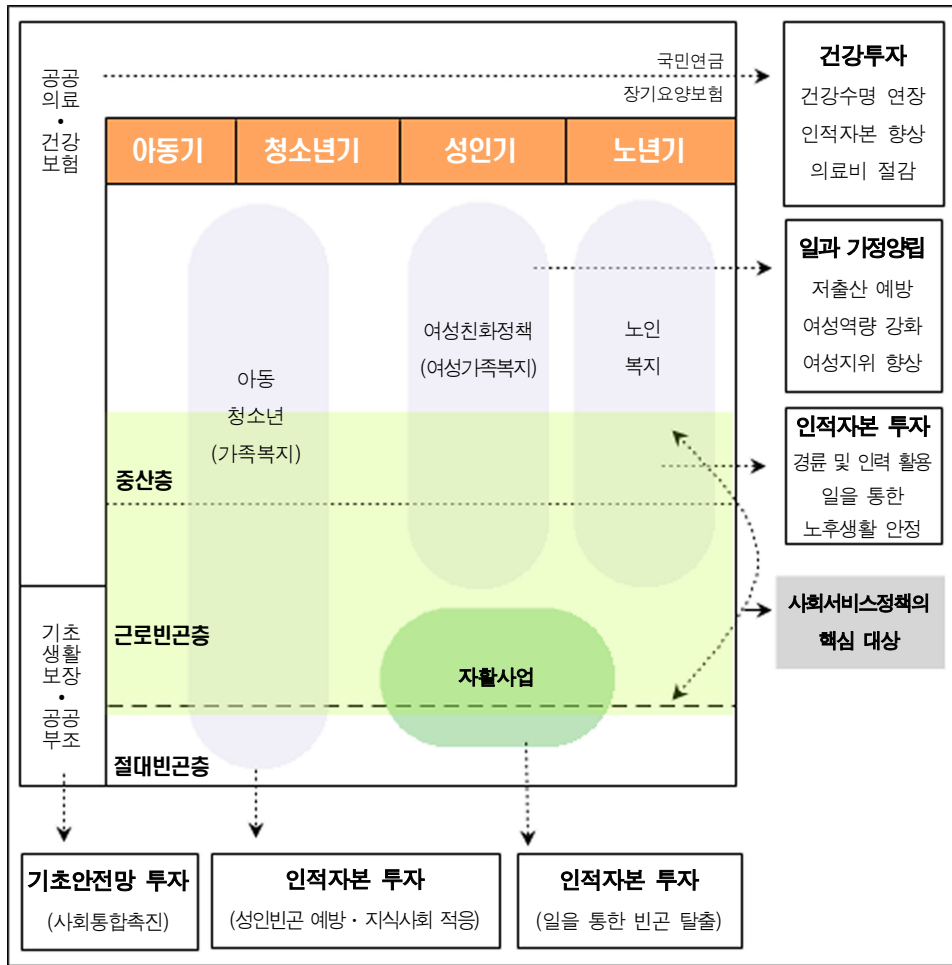 공공
의료
·
건강
보험
국민연금
장기요양보험
아동기
청소년기
성인기
노년기
아동
청소년
(가족복지)
여성친화정책
(여성가족복지)
노인
복지
중산층
근로빈곤층
자활사업
절대빈곤층
기초
생활
보장
·
공공
부조
건강투자
건강수명 연장
인적자본 향상
의료비 절감
일과 가정양립
저출산 예방
여성역량 강화
여성지위 향상
인적자본 투자
경륜 및 인력 활용
일을 통한
노후생활 안정
사회서비스정책의
핵심 대상
기초안전망 투자
(사회통합촉진)
인적자본 투자
(성인빈곤 예방·지식사회 적응)
인적자본 투자
(일을 통한 빈곤 탈출)